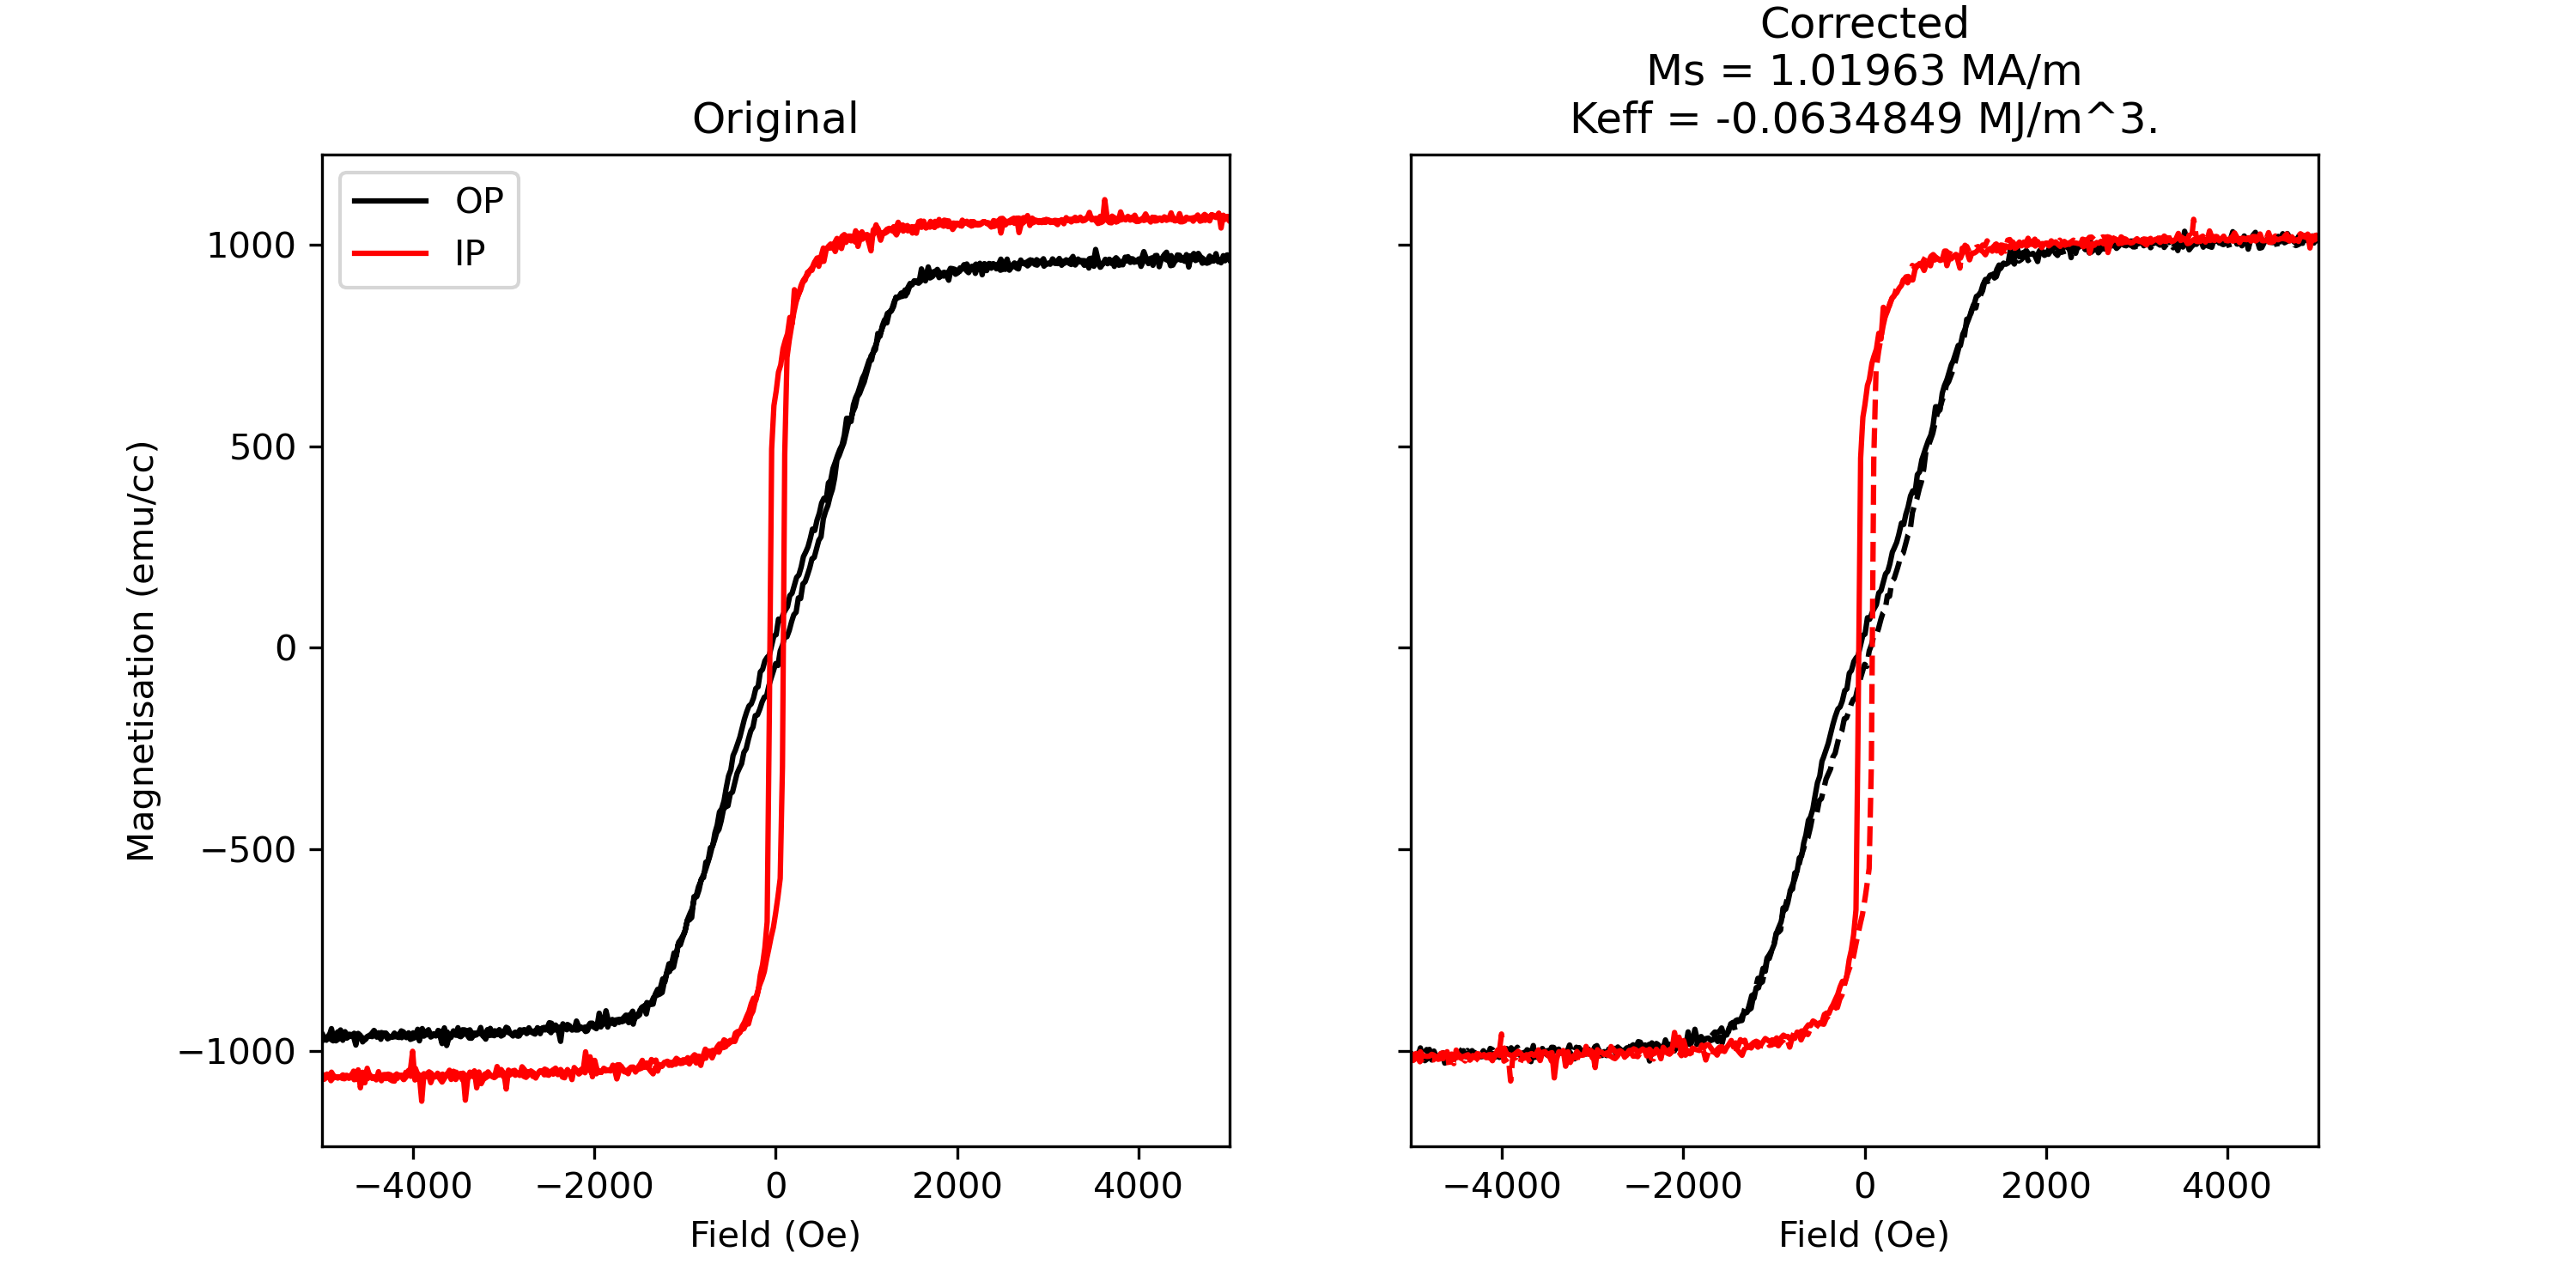 Original
OP
IP
1000
500
0
−500
−1000
Magnetisation (emu/cc)
−4000
−2000
0
2000
4000
Field (Oe)
Corrected
Ms = 1.01963 MA/m
Keff = -0.0634849 MJ/m^3.
−4000
−2000
0
2000
4000
Field (Oe)